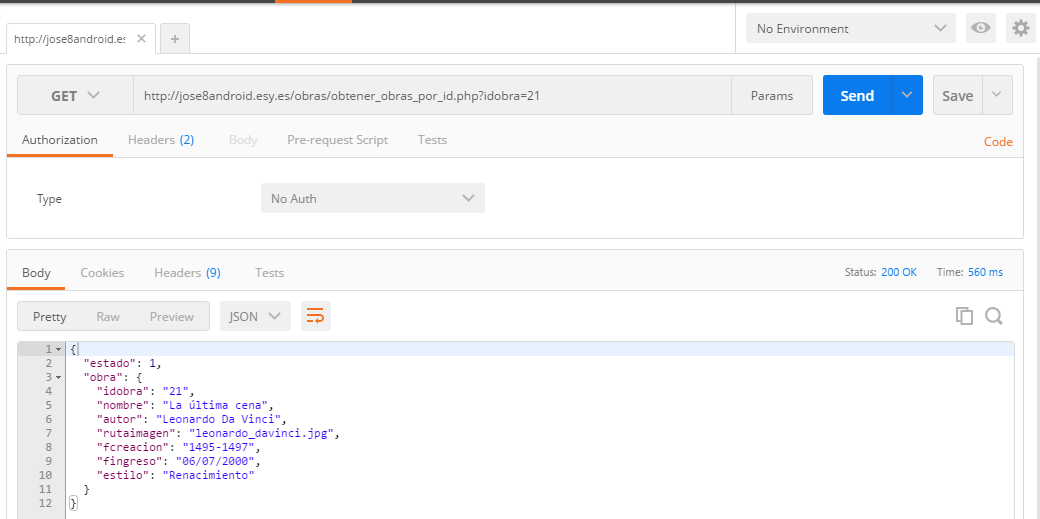 http://jose8android.es
No Environment
GET http://jose8android.esy.es/obras/obtener_obras_por_id.php?idobra=21 Params Send Save
Authorization Headers (2) Body Pre-request Script Tests Code
Type No Auth
Body Cookies Headers (9) Tests Status: 200 OK Time: 560 ms
Pretty Raw Preview JSON
1 {
2 "estado": 1,
3 "obra": {
4 "idobra": "21",
5 "nombre": "La última cena",
6 "autor": "Leonardo Da Vinci",
7 "rutaimagen": "leonardo_davinci.jpg",
8 "fcreacion": "1495-1497",
9 "fingreso": "06/07/2000",
10 "estilo": "Renacimiento"
11 }
12 }